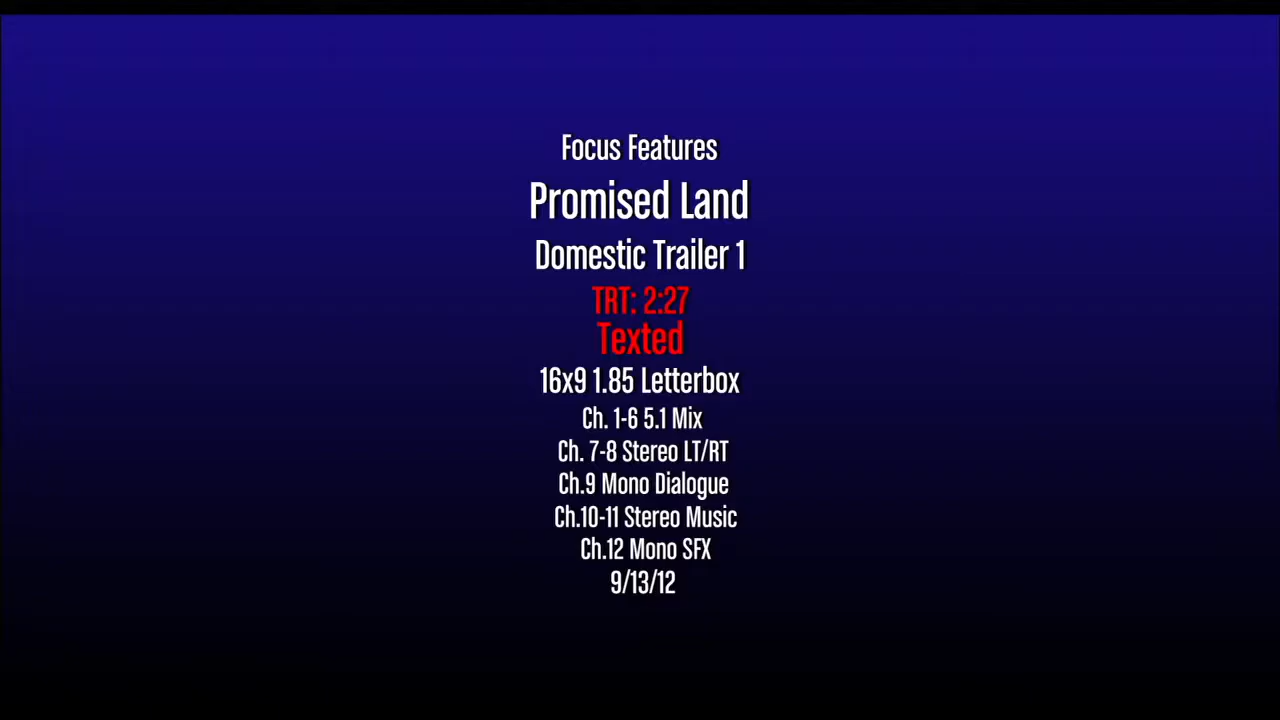 Focus Features
Promised Land
Domestic Trailer 1
TRT: 2:27
Texted
16x9 1.85 Letterbox
Ch. 1-6 5.1 Mix
Ch. 7-8 Stereo LT/RT
Ch.9 Mono Dialogue
Ch.10-11 Stereo Music
Ch.12 Mono SFX
9/13/12